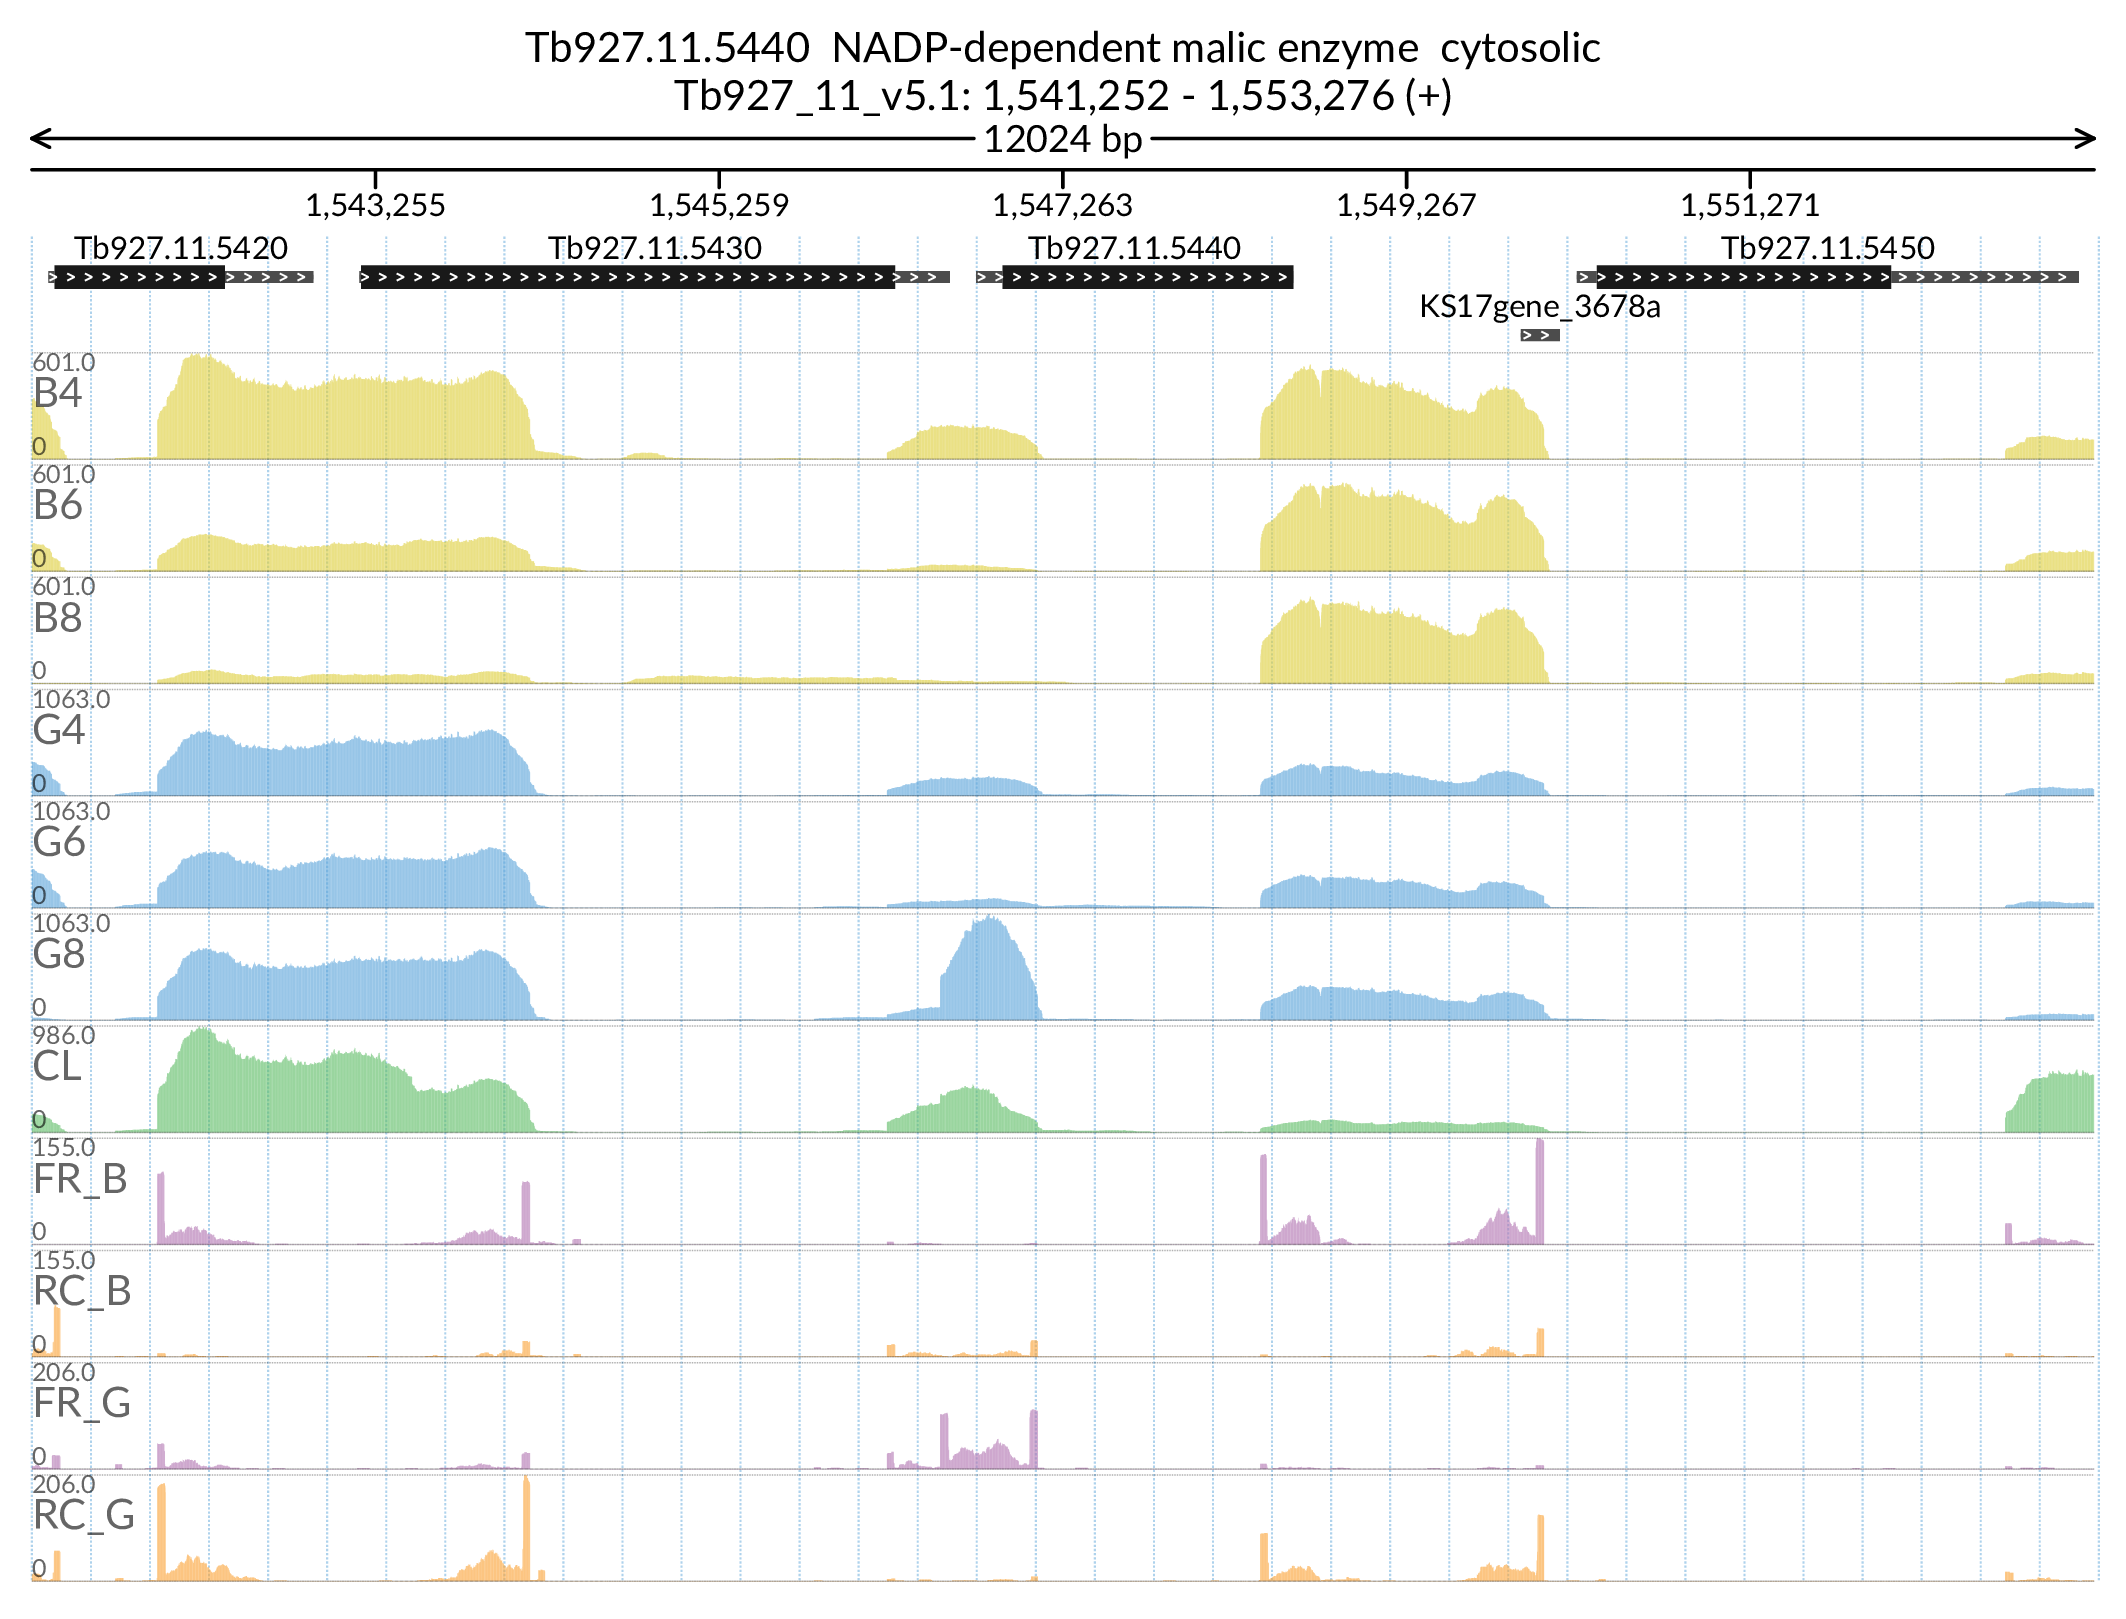 Tb927.11.5440 NADP-dependent malic enzyme cytosolic
Tb927_11_v5.1: 1,541,252 - 1,553,276 (+)
12024 bp
1,543,255 1,545,259 1,547,263 1,549,267 1,551,271
Tb927.11.5420 Tb927.11.5430 Tb927.11.5440 Tb927.11.5450
KS17gene_3678a
601.0
B4
0
601.0
B6
0
601.0
B8
0
1063.0
G4
0
1063.0
G6
0
1063.0
G8
0
986.0
CL
0
155.0
FR_B
0
155.0
RC_B
0
206.0
FR_G
0
206.0
RC_G
0